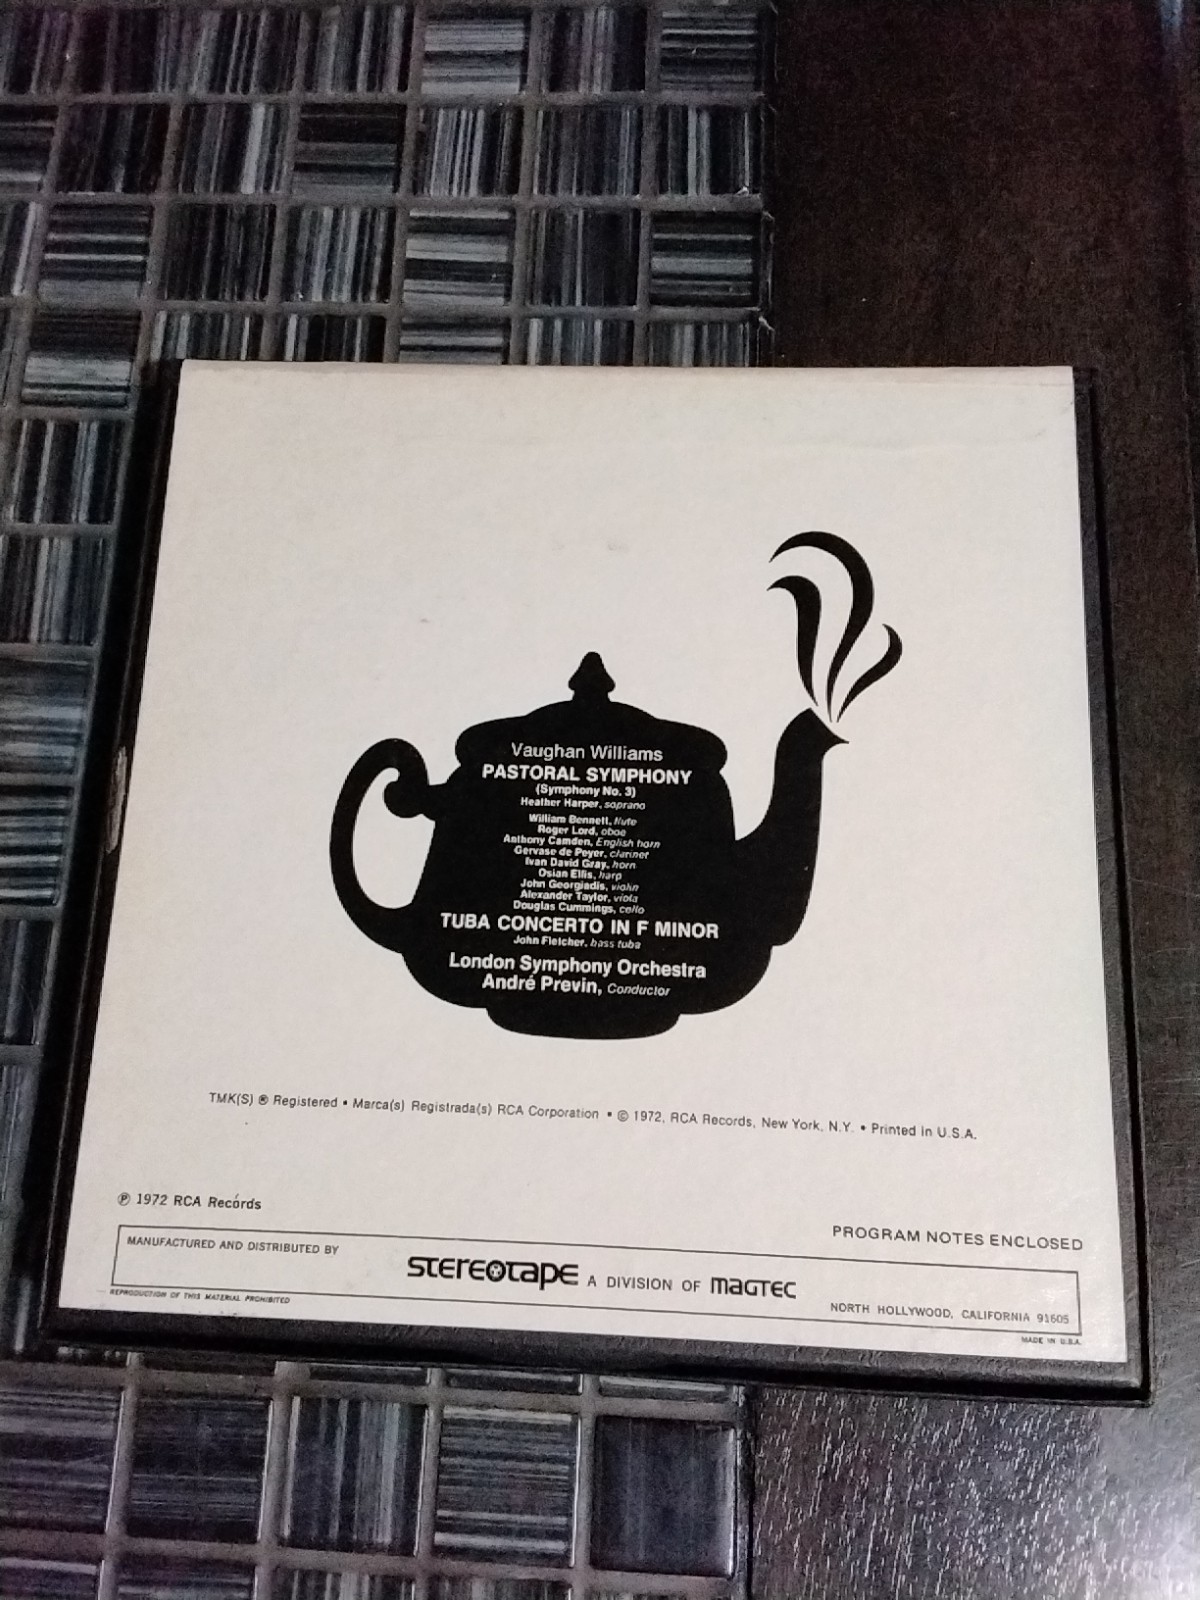 Vaughan Williams
PASTORAL SYMPHONY
(Symphony No. 3)
Heather Harper, soprano
William Bennett, flute
Roger Lord, oboe
Anthony Camden, English horn
Gervase de Peyer, clarinet
Ivan David Gray, horn
Osian Ellis, harp
John Georgiadis, violin
Alexander Taylor, viola
Douglas Cummings, cello
TUBA CONCERTO IN F MINOR
John Fletcher, bass tuba
London Symphony Orchestra
André Previn, Conductor
TMK(S) ® Registered • Marca(s) Registrada(s) RCA Corporation • © 1972, RCA Records, New York, N.Y. • Printed in U.S.A.
℗ 1972 RCA Records
PROGRAM NOTES ENCLOSED
MANUFACTURED AND DISTRIBUTED BY
STEREOTAPE A DIVISION OF MAGTEC
NORTH HOLLYWOOD, CALIFORNIA 91605
REPRODUCTION OF THIS MATERIAL PROHIBITED
MADE IN U.S.A.